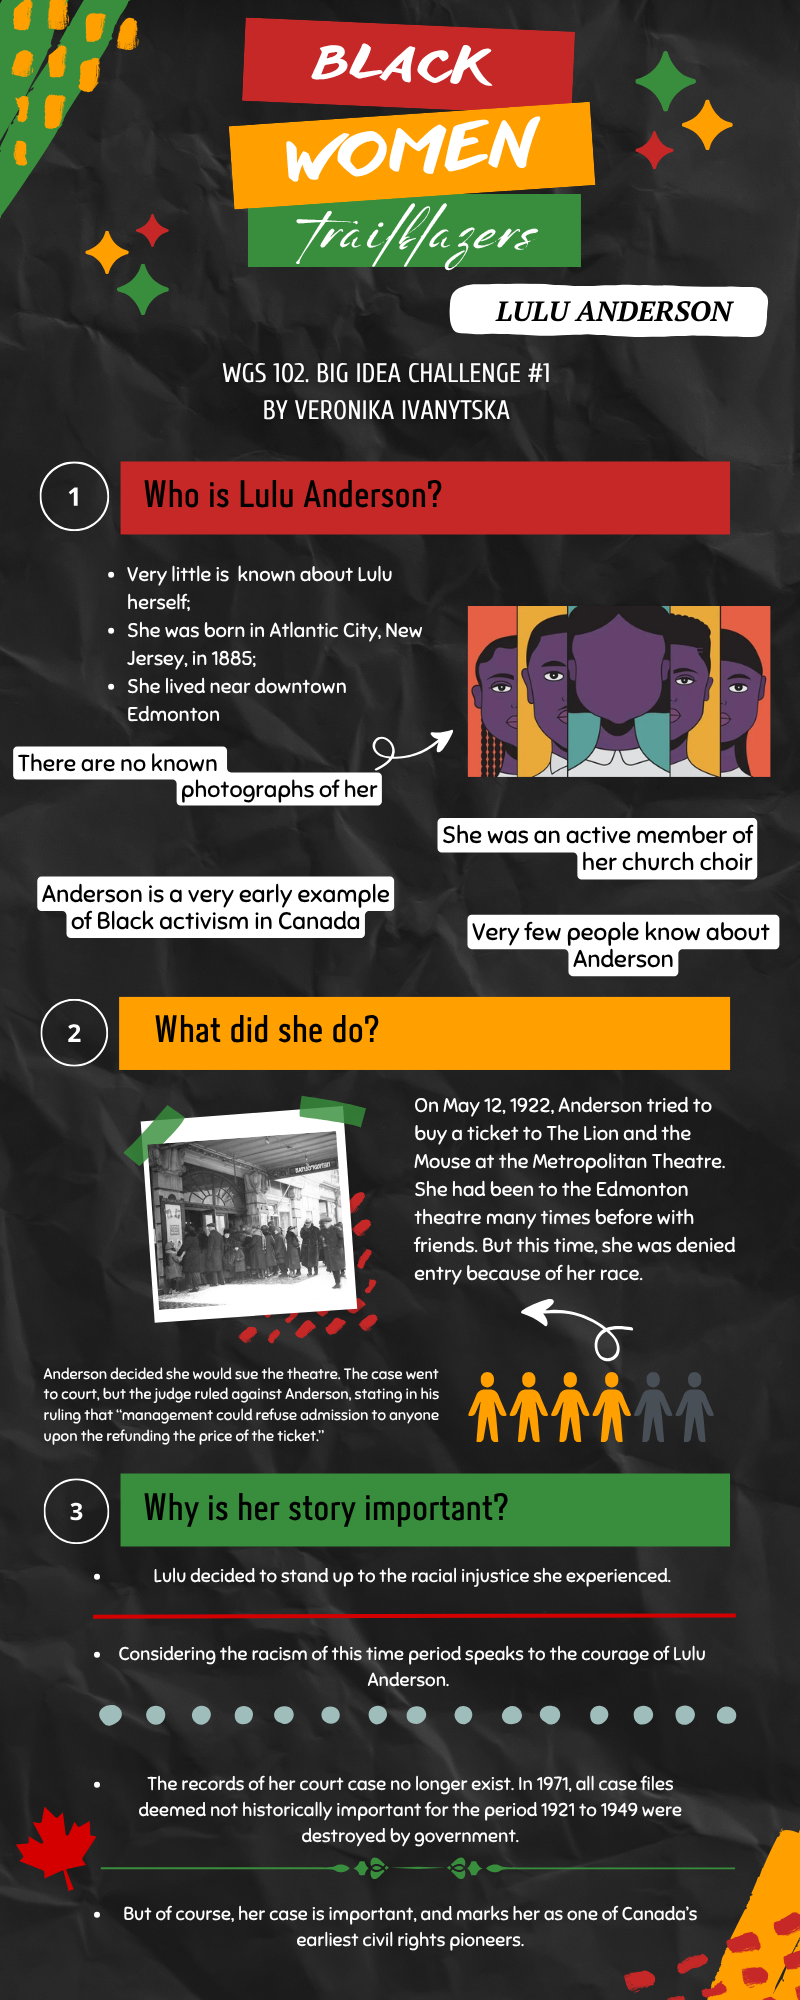 BLACK
WOMEN
trailblazers
LULU ANDERSON
WGS 102. BIG IDEA CHALLENGE #1
BY VERONIKA IVANYTSKA
1
Who is Lulu Anderson?
• Very little is known about Lulu
herself;
• She was born in Atlantic City, New
Jersey, in 1885;
• She lived near downtown
Edmonton
There are no known
photographs of her
She was an active member of
her church choir
Anderson is a very early example
of Black activism in Canada
Very few people know about
Anderson
2
What did she do?
On May 12, 1922, Anderson tried to
buy a ticket to The Lion and the
Mouse at the Metropolitan Theatre.
She had been to the Edmonton
theatre many times before with
friends. But this time, she was denied
entry because of her race.
Anderson decided she would sue the theatre. The case went
to court, but the judge ruled against Anderson, stating in his
ruling that “management could refuse admission to anyone
upon the refunding the price of the ticket.”
3
Why is her story important?
• Lulu decided to stand up to the racial injustice she experienced.
• Considering the racism of this time period speaks to the courage of Lulu
Anderson.
• The records of her court case no longer exist. In 1971, all case files
deemed not historically important for the period 1921 to 1949 were
destroyed by government.
• But of course, her case is important, and marks her as one of Canada's
earliest civil rights pioneers.